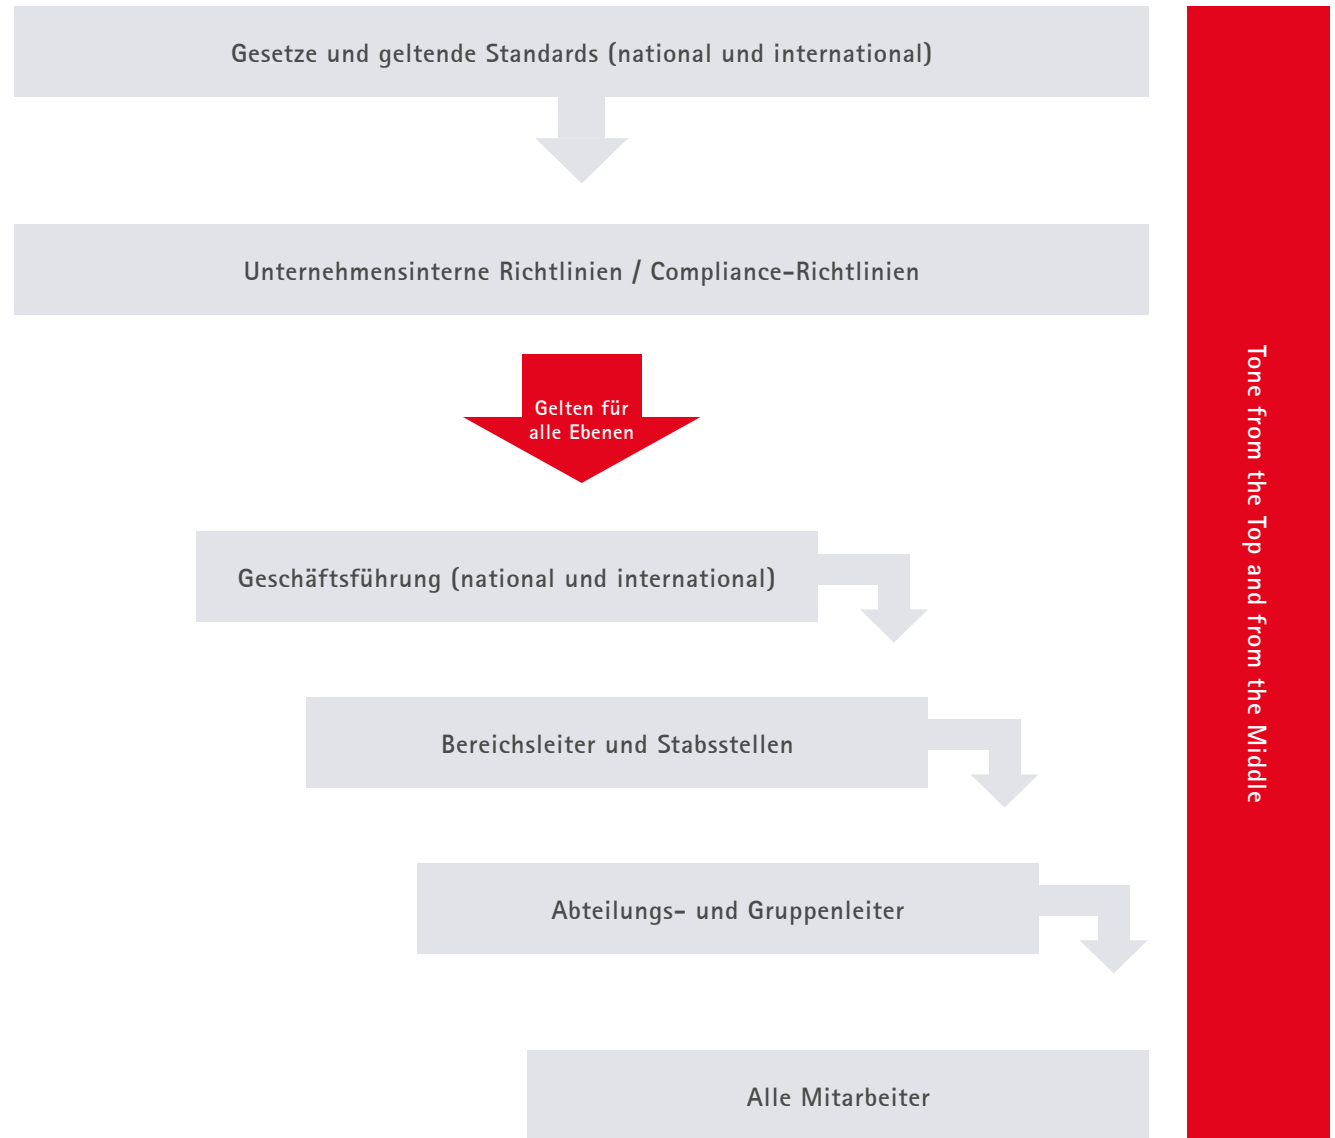 Gesetze und geltende Standards (national und international)
Unternehmensinterne Richtlinien / Compliance-Richtlinien
Gelten für
alle Ebenen
Geschäftsführung (national und international)
Bereichsleiter und Stabsstellen
Abteilungs- und Gruppenleiter
Alle Mitarbeiter
Tone from the Top and from the Middle